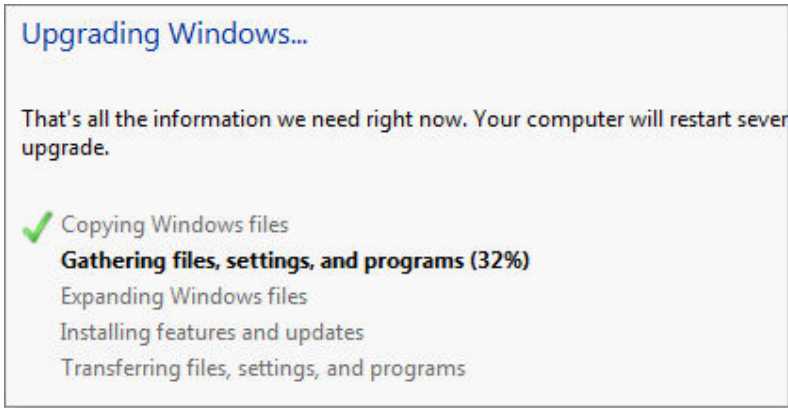 Upgrading Windows...
That's all the information we need right now. Your computer will restart sever
upgrade.
Copying Windows files
Gathering files, settings, and programs (32%)
Expanding Windows files
Installing features and updates
Transferring files, settings, and programs